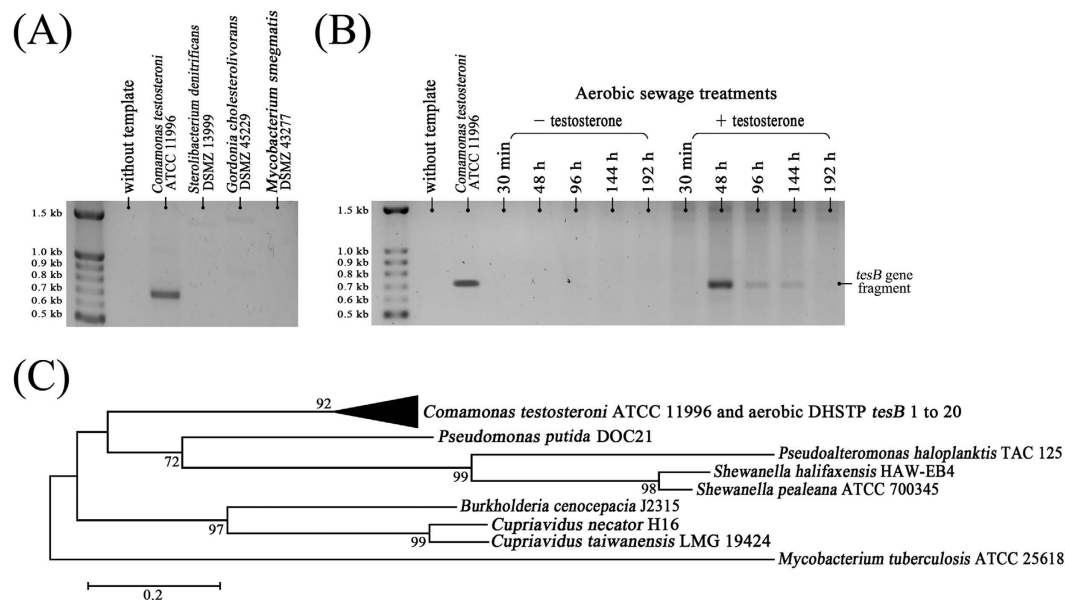 (A)
without template
Comamonas testosteroni
ATCC 11996
Sterolibacterium denitrificans
DSMZ 13999
Gordonia cholesterolivorans
DSMZ 45229
Mycobacterium smegmatis
DSMZ 43277
1.5 kb
1.0 kb
0.9 kb
0.8 kb
0.7 kb
0.6 kb
0.5 kb
(B)
Aerobic sewage treatments
− testosterone
+ testosterone
without template
Comamonas testosteroni
ATCC 11996
30 min
48 h
96 h
144 h
192 h
30 min
48 h
96 h
144 h
192 h
1.5 kb
1.0 kb
0.9 kb
0.8 kb
0.7 kb
0.6 kb
0.5 kb
tesB gene
fragment
(C)
92
Comamonas testosteroni ATCC 11996 and aerobic DHSTP tesB 1 to 20
Pseudomonas putida DOC21
72
Pseudoalteromonas haloplanktis TAC 125
99
Shewanella halifaxensis HAW-EB4
98
Shewanella pealeana ATCC 700345
Burkholderia cenocepacia J2315
97
Cupriavidus necator H16
99
Cupriavidus taiwanensis LMG 19424
Mycobacterium tuberculosis ATCC 25618
0.2